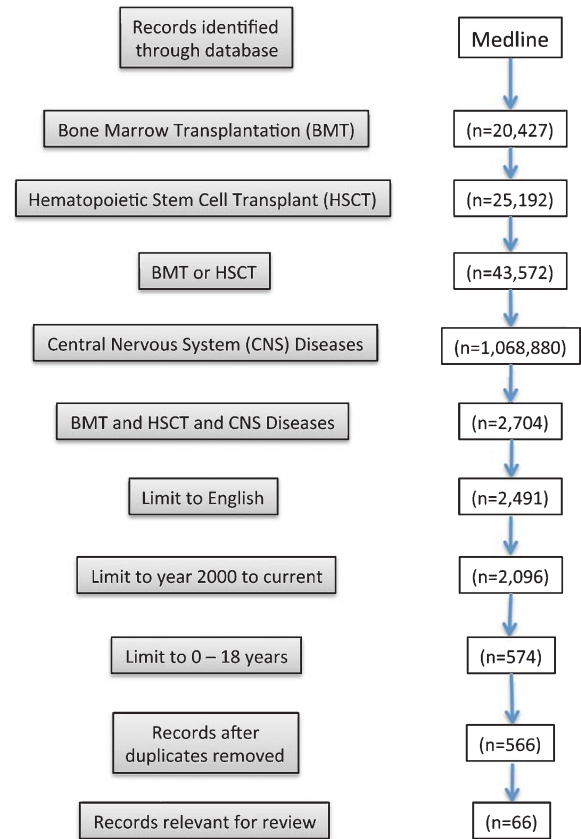 Records identified
through database
Medline
Bone Marrow Transplantation (BMT)
(n=20,427)
Hematopoietic Stem Cell Transplant (HSCT)
(n=25,192)
BMT or HSCT
(n=43,572)
Central Nervous System (CNS) Diseases
(n=1,068,880)
BMT and HSCT and CNS Diseases
(n=2,704)
Limit to English
(n=2,491)
Limit to year 2000 to current
(n=2,096)
Limit to 0 – 18 years
(n=574)
Records after
duplicates removed
(n=566)
Records relevant for review
(n=66)